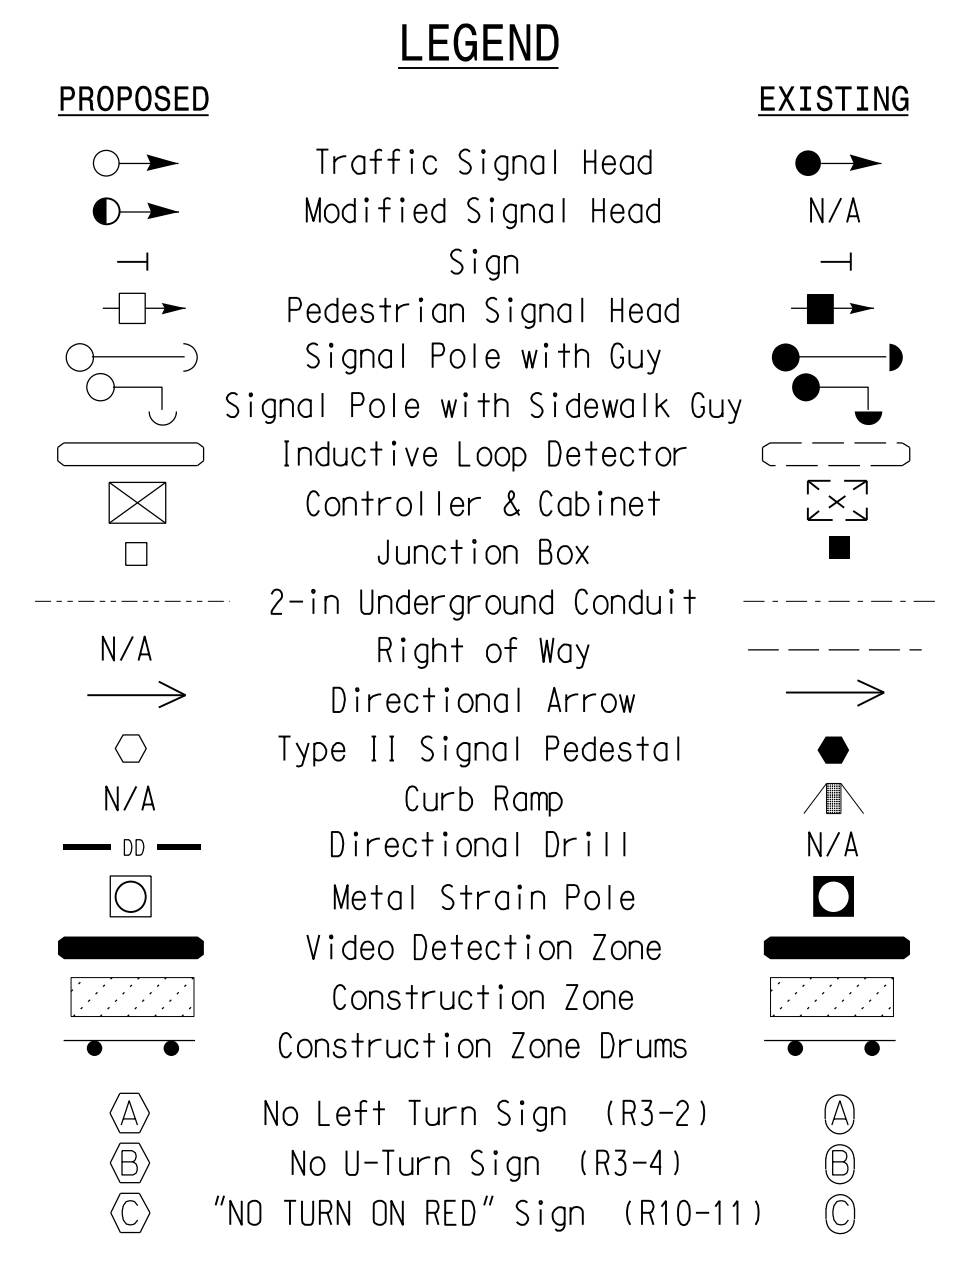 LEGEND
PROPOSED EXISTING
Traffic Signal Head
Modified Signal Head N/A
Sign
Pedestrian Signal Head
Signal Pole with Guy
Signal Pole with Sidewalk Guy
Inductive Loop Detector
Controller & Cabinet
Junction Box
2-in Underground Conduit
N/A Right of Way
Directional Arrow
Type II Signal Pedestal
N/A Curb Ramp
DD Directional Drill N/A
Metal Strain Pole
Video Detection Zone
Construction Zone
Construction Zone Drums
A No Left Turn Sign (R3-2) A
B No U-Turn Sign (R3-4) B
C "NO TURN ON RED" Sign (R10-11) C